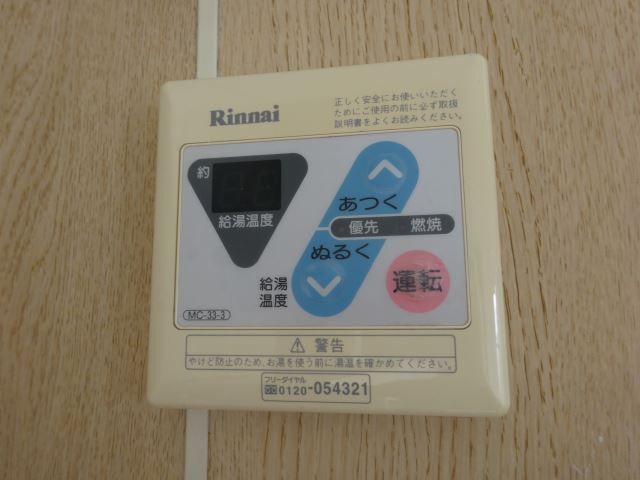 Rinnai
正しく安全にお使いいただく
ためにご使用の前に必ず取扱
説明書をよくお読みください。
約
給湯温度
あつく
優先 燃焼
ぬるく
給湯
温度
運転
MC-33-3
警告
やけど防止のため、お湯を使う前に湯温を確かめてください。
フリーダイヤル
0120-054321